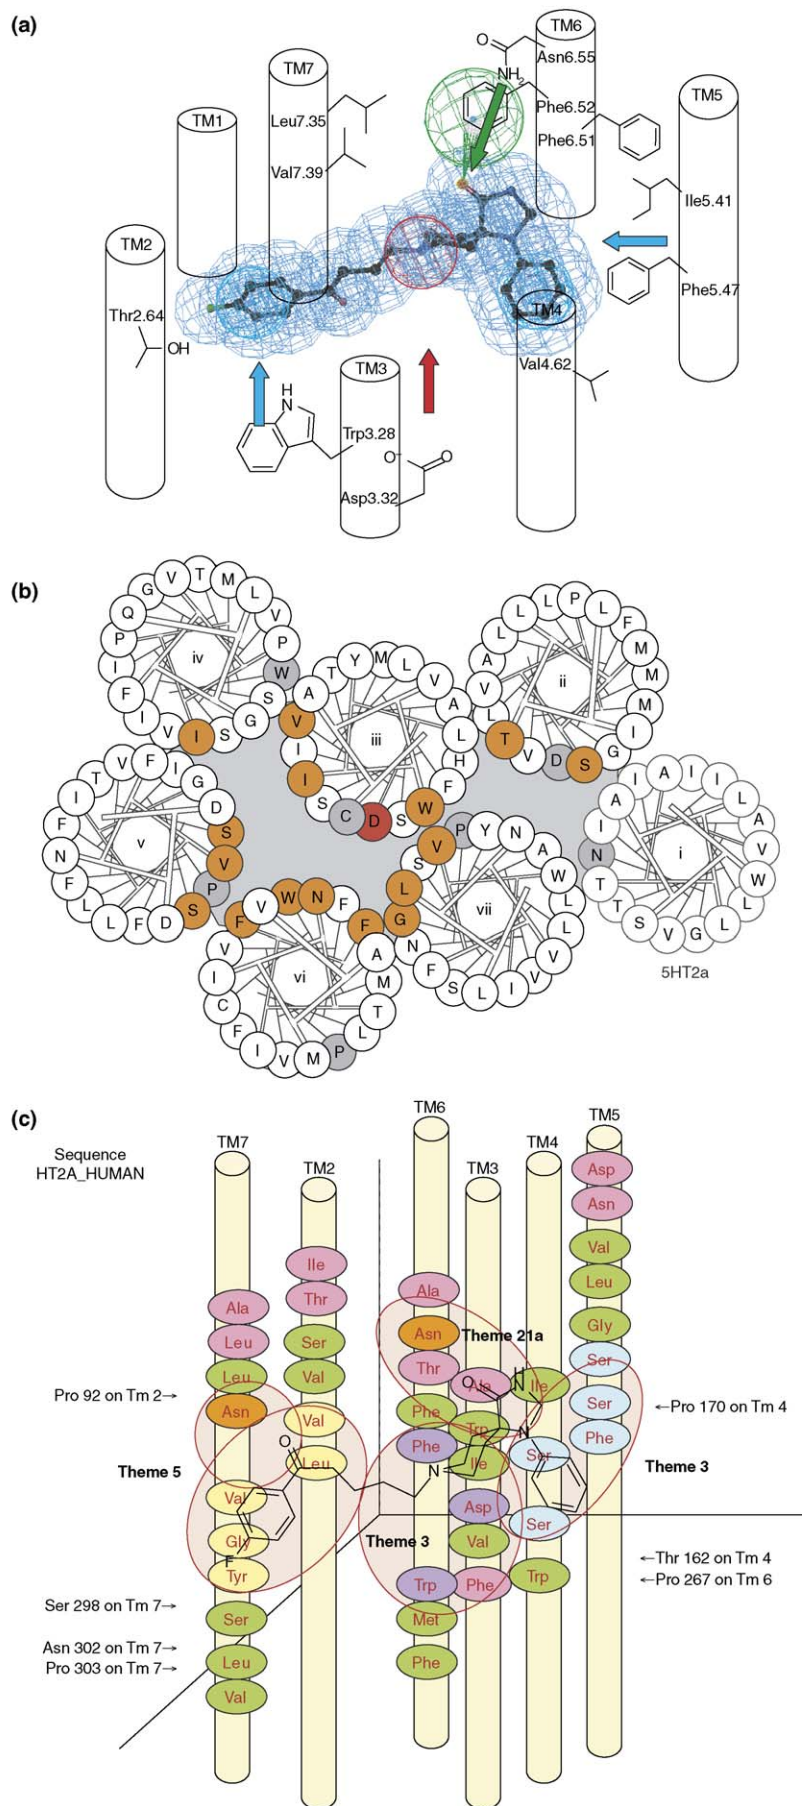 (a)
TM6
Asn6.55
O
NH2
Phe6.52
Phe6.51
TM7
Leu7.35
Val7.39
TM5
Ile5.41
Phe5.47
TM1
TM2
Thr2.64
OH
TM4
Val4.62
TM3
H
N
Trp3.28
O-
O
Asp3.32
(b)
iv
Q G V T M L V P W
P I F I V I S G S
iii
A T Y M L V A L H F
V I I S C D S W
ii
A L L L P L F M M M I G
V L T V D S
v
F I T V F I G D S V P
N F L L F D S
vi
F V W N F F A M T L P
V I C F I V M
vii
S V P Y N A W L L V V I L S F N G L
i
N I A I A I I L A V W L L G V S T T
5HT2a
(c)
Sequence
HT2A_HUMAN
TM7
TM2
TM6
TM3
TM4
TM5
Asp
Asn
Val
Leu
Gly
Ser
Ser
Phe
Ile
Thr
Ser
Val
Val
Leu
Ala
Leu
Leu
Asn
Val
Gly
Tyr
Ser
Leu
Val
Ala
Asn
Thr
Phe
Phe
Trp
Met
Phe
Ala
Trp
Ile
Asp
Val
Phe
Ile
Ser
Ser
Trp
O
H
N
N
O
N
F
Theme 21a
Pro 92 on Tm 2→
←Pro 170 on Tm 4
Theme 5
Theme 3
Theme 3
←Thr 162 on Tm 4
←Pro 267 on Tm 6
Ser 298 on Tm 7→
Asn 302 on Tm 7→
Pro 303 on Tm 7→